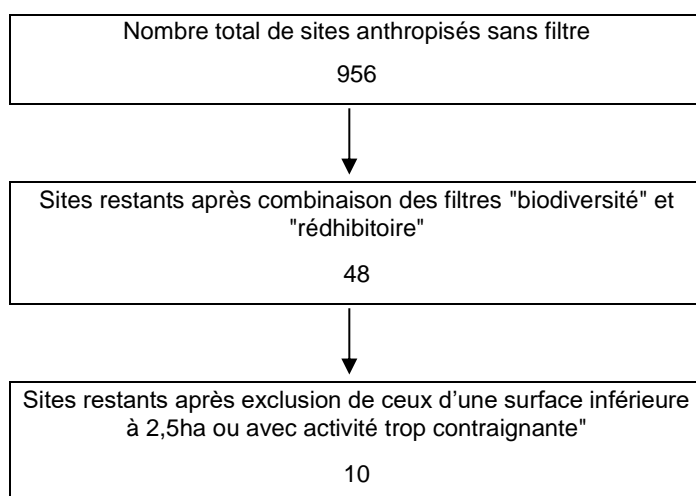 Nombre total de sites anthropisés sans filtre
956
Sites restants après combinaison des filtres "biodiversité" et
"rédhibitoire"
48
Sites restants après exclusion de ceux d’une surface inférieure
à 2,5ha ou avec activité trop contraignante"
10